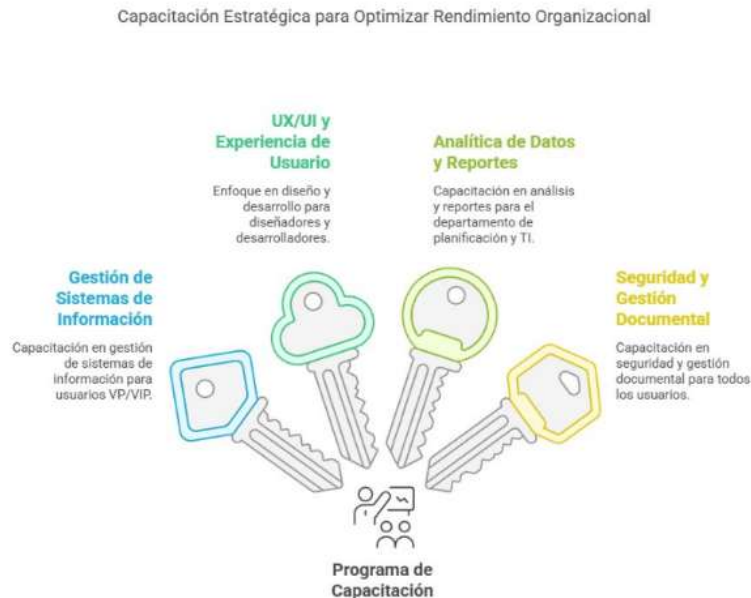 Capacitación Estratégica para Optimizar Rendimiento Organizacional
UX/UI y
Experiencia de
Usuario
Enfoque en diseño y
desarrollo para
diseñadores y
desarrolladores.
Analítica de Datos
y Reportes
Capacitación en análisis
y reportes para el
departamento de
planificación y TI.
Gestión de
Sistemas de
Información
Capacitación en gestión
de sistemas de
información para
usuarios VP/VIP.
Seguridad y
Gestión
Documental
Capacitación en
seguridad y gestión
documental para todos
los usuarios.
Programa de
Capacitación